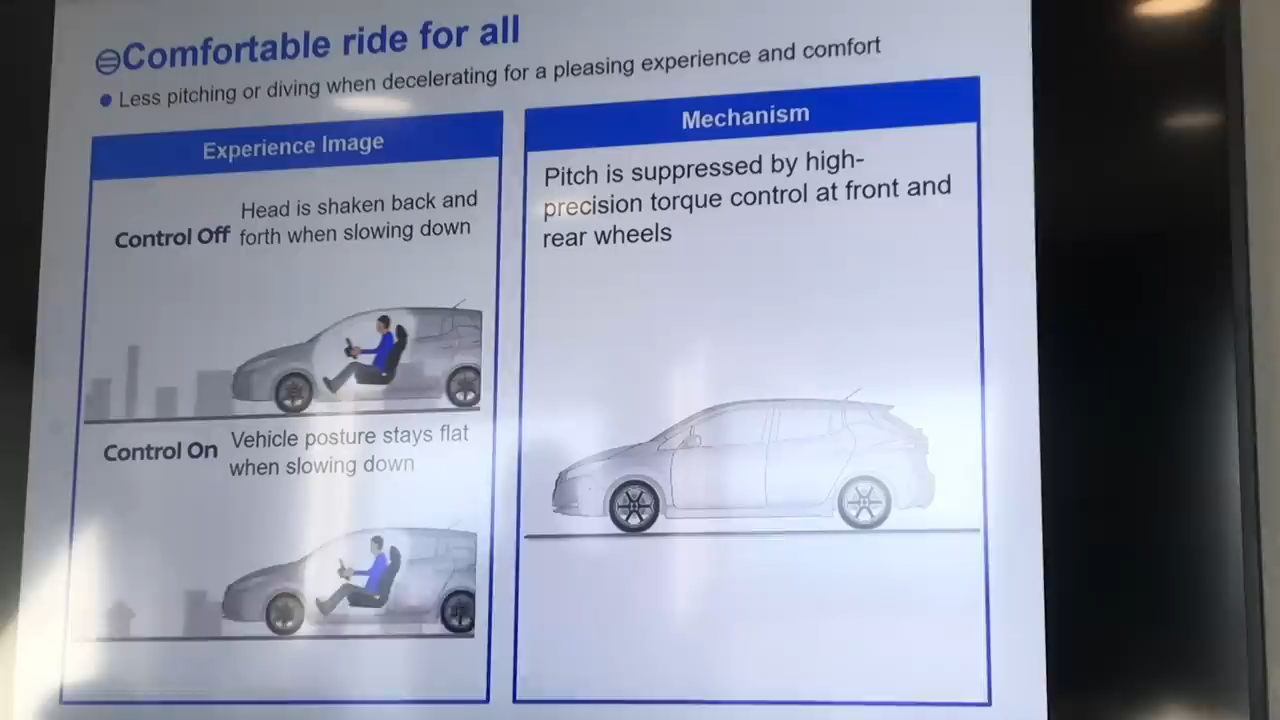 Comfortable ride for all
Less pitching or diving when decelerating for a pleasing experience and comfort
Experience Image
Head is shaken back and
Control Off forth when slowing down
Control On Vehicle posture stays flat
when slowing down
Mechanism
Pitch is suppressed by high-
precision torque control at front and
rear wheels